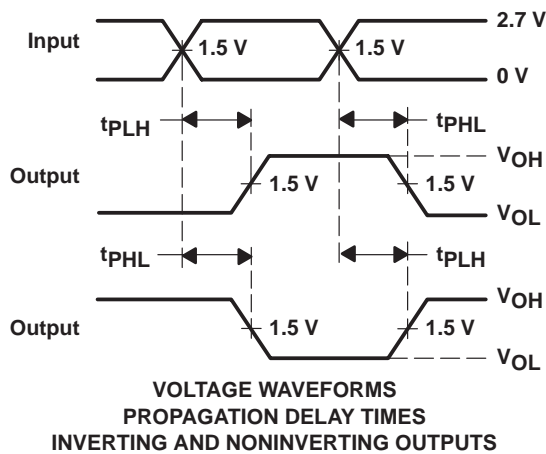 2.7 V
Input
1.5 V
1.5 V
0 V
tPLH
tPHL
VOH
Output
1.5 V
1.5 V
VOL
tPHL
tPLH
VOH
Output
1.5 V
1.5 V
VOL
VOLTAGE WAVEFORMS
PROPAGATION DELAY TIMES
INVERTING AND NONINVERTING OUTPUTS